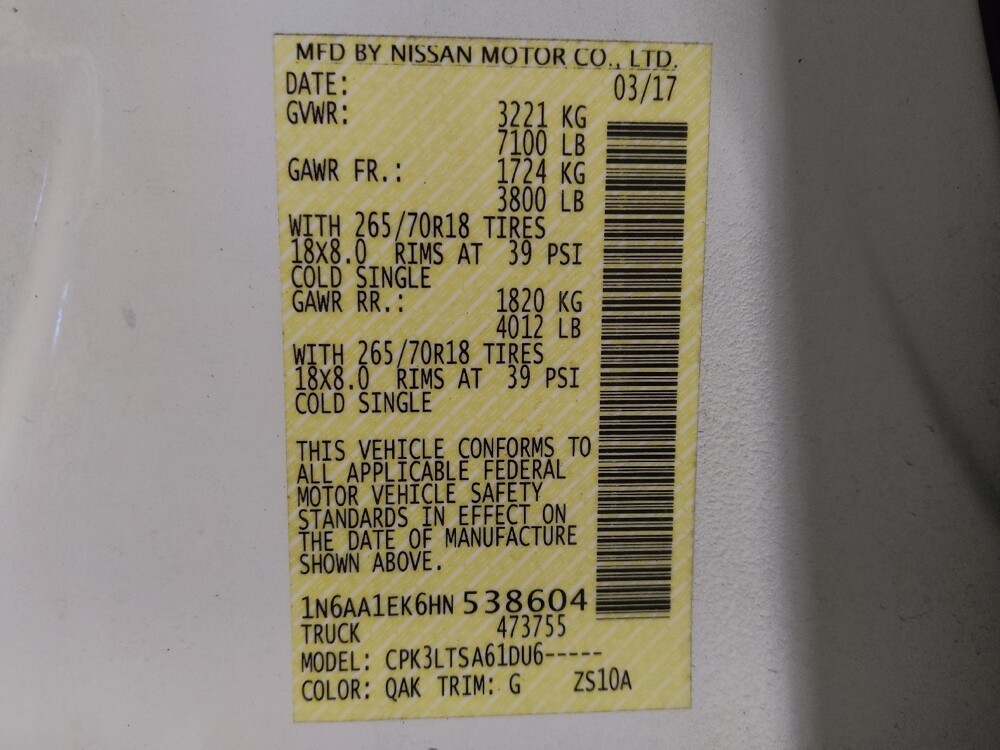 MFD BY NISSAN MOTOR CO., LTD.
DATE: 03/17
GVWR: 3221 KG
7100 LB
GAWR FR.: 1724 KG
3800 LB
WITH 265/70R18 TIRES
18X8.0 RIMS AT 39 PSI
COLD SINGLE
GAWR RR.: 1820 KG
4012 LB
WITH 265/70R18 TIRES
18X8.0 RIMS AT 39 PSI
COLD SINGLE
THIS VEHICLE CONFORMS TO
ALL APPLICABLE FEDERAL
MOTOR VEHICLE SAFETY
STANDARDS IN EFFECT ON
THE DATE OF MANUFACTURE
SHOWN ABOVE.
1N6AA1EK6HN 538604
TRUCK 473755
MODEL: CPK3LTSA61DU6-----
COLOR: QAK TRIM: G ZS10A